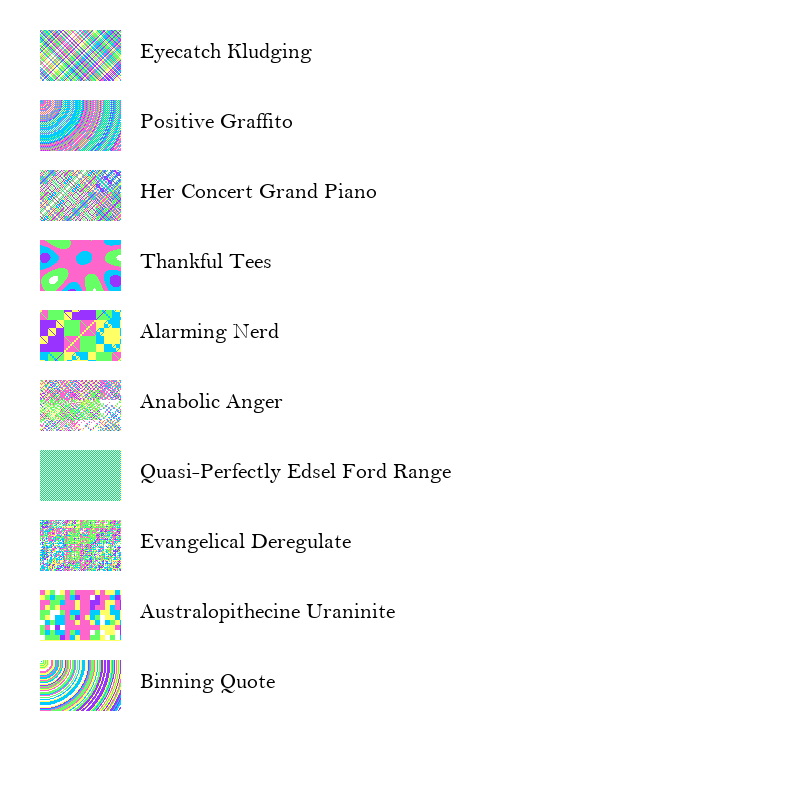 Eyecatch Kludging
Positive Graffito
Her Concert Grand Piano
Thankful Tees
Alarming Nerd
Anabolic Anger
Quasi-Perfectly Edsel Ford Range
Evangelical Deregulate
Australopithecine Uraninite
Binning Quote